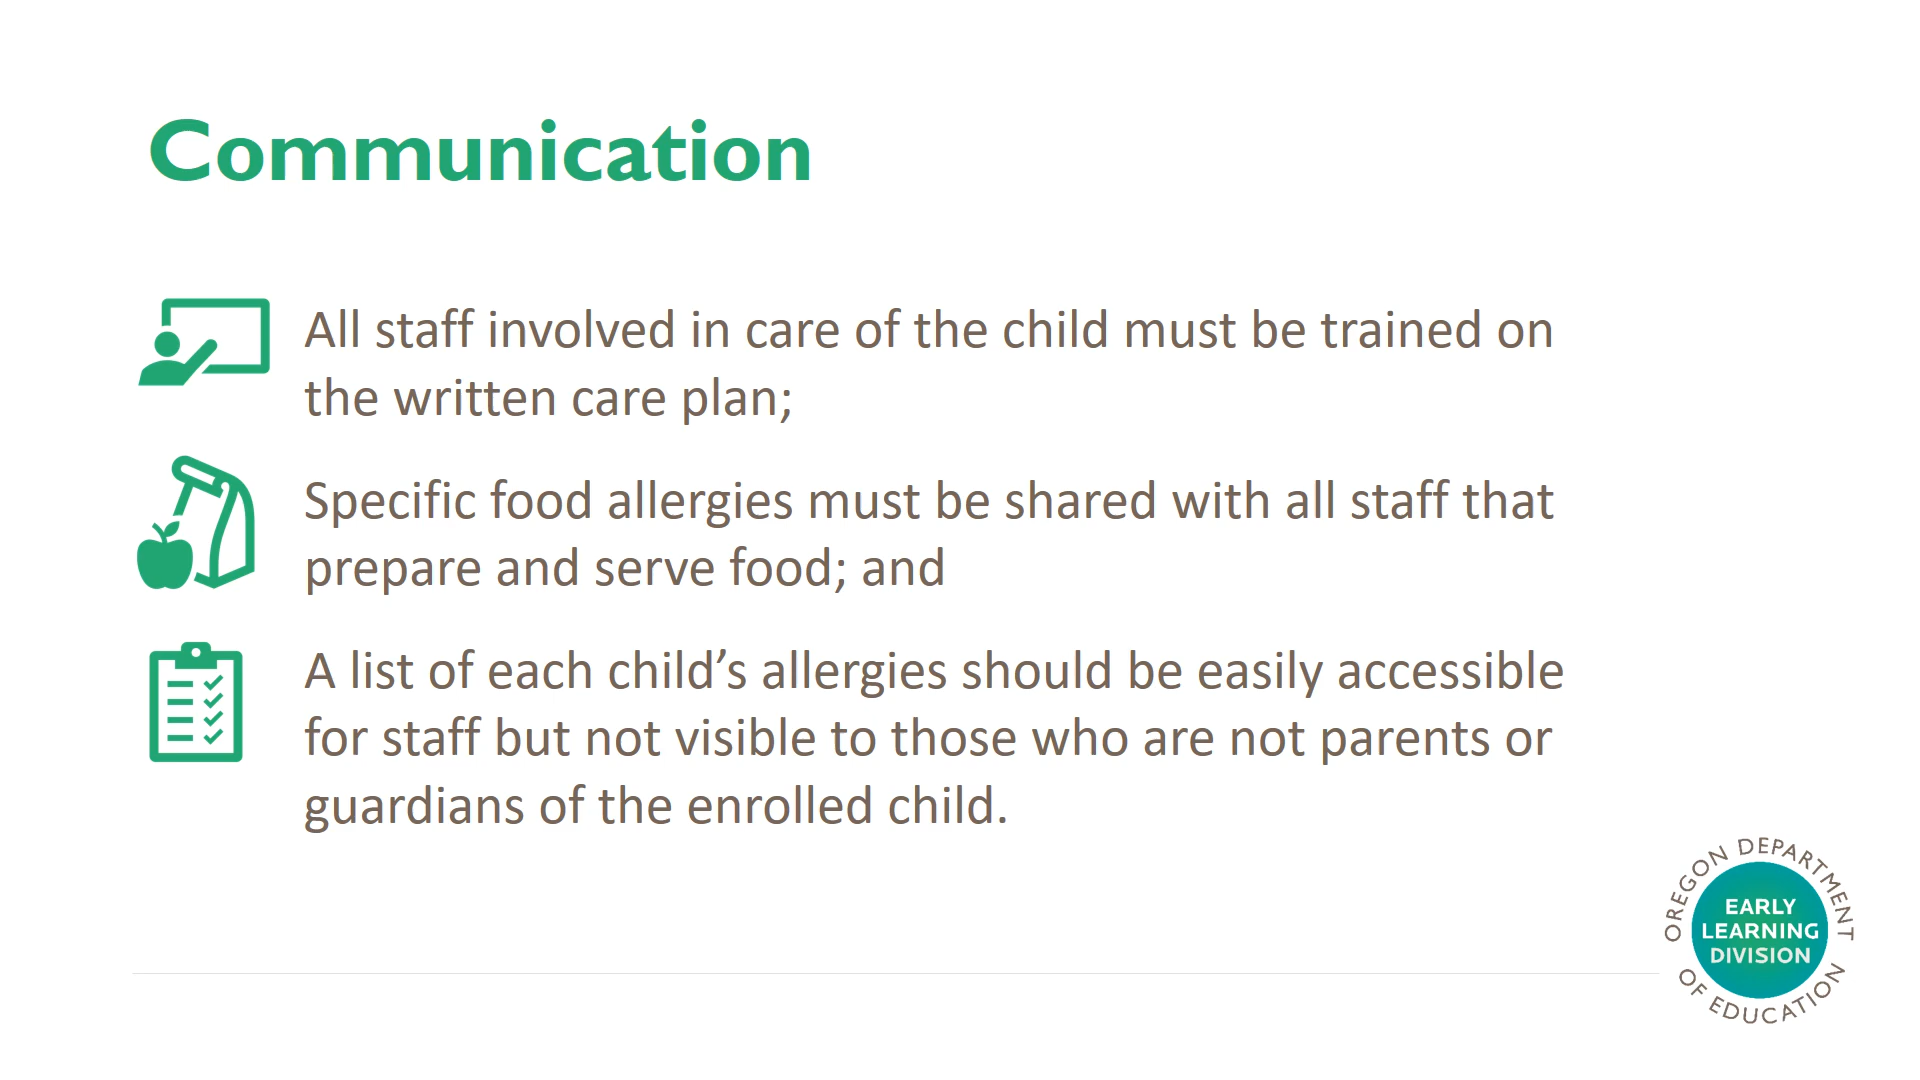 Communication
All staff involved in care of the child must be trained on
the written care plan;
Specific food allergies must be shared with all staff that
prepare and serve food; and
A list of each child’s allergies should be easily accessible
for staff but not visible to those who are not parents or
guardians of the enrolled child.
OREGON DEPARTMENT
EARLY
LEARNING
DIVISION
OF EDUCATION